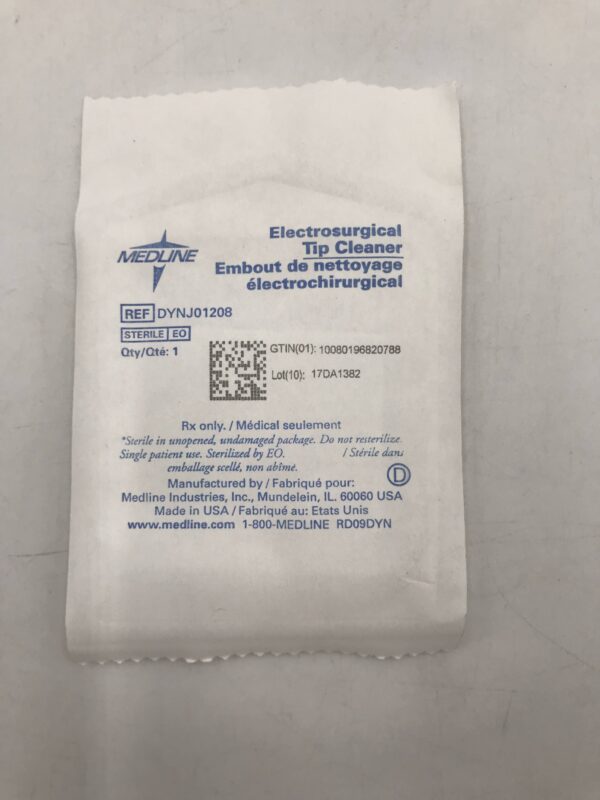 MEDLINE
Electrosurgical
Tip Cleaner
Embout de nettoyage
électrochirurgical
REF DYNJ01208
STERILE EO
Qty/Qté: 1
GTIN(01): 10080196820788
Lot(10): 17DA1382
Rx only. / Médical seulement
*Sterile in unopened, undamaged package. Do not resterilize.
Single patient use. Sterilized by EO. / Stérile dans
emballage scellé, non abîme.
D
Manufactured by / Fabriqué pour:
Medline Industries, Inc., Mundelein, IL. 60060 USA
Made in USA / Fabriqué au: Etats Unis
www.medline.com 1-800-MEDLINE RD09DYN